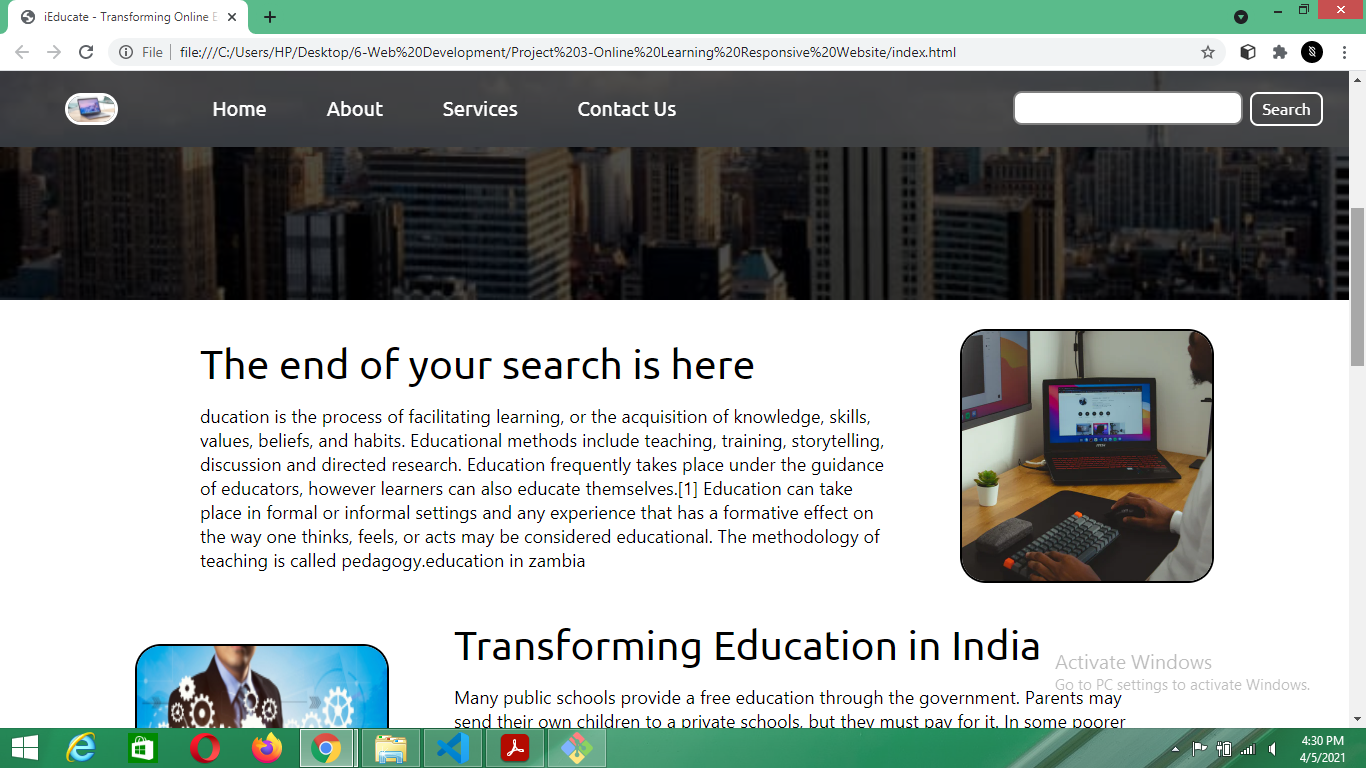 iEducate - Transforming Online E
File
file:///C:/Users/HP/Desktop/6-Web%20Development/Project%203-Online%20Learning%20Responsive%20Website/index.html
Home About Services Contact Us Search
The end of your search is here
ducation is the process of facilitating learning, or the acquisition of knowledge, skills,
values, beliefs, and habits. Educational methods include teaching, training, storytelling,
discussion and directed research. Education frequently takes place under the guidance
of educators, however learners can also educate themselves.[1] Education can take
place in formal or informal settings and any experience that has a formative effect on
the way one thinks, feels, or acts may be considered educational. The methodology of
teaching is called pedagogy.education in zambia
Transforming Education in India
Many public schools provide a free education through the government. Parents may
send their own children to a private schools, but they must pay for it. In some poorer
Activate Windows
Go to PC settings to activate Windows.
4:30 PM
4/5/2021